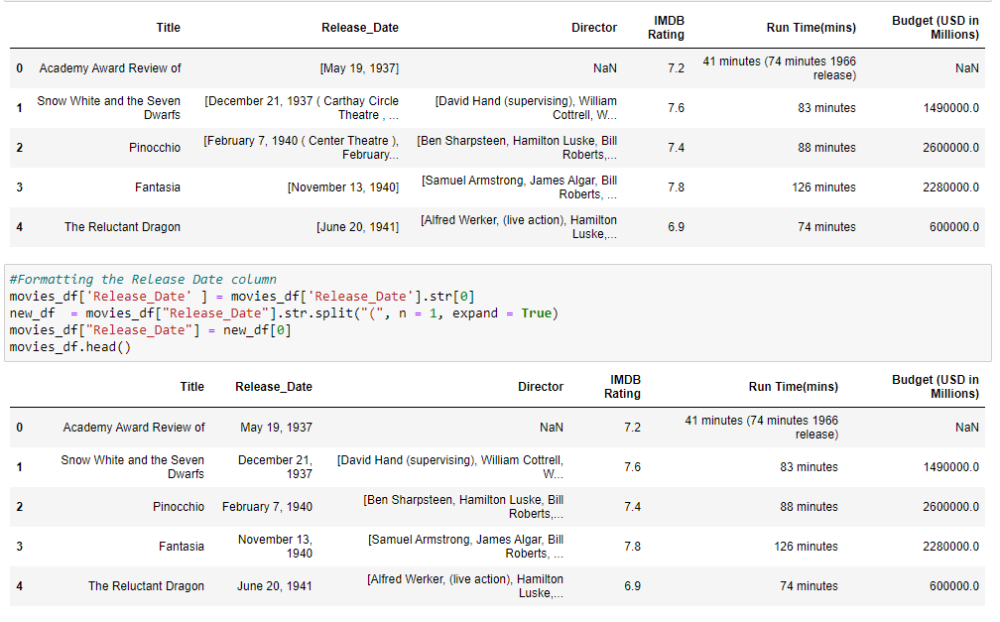 Title Release_Date Director IMDB Rating Run Time(mins) Budget (USD in Millions)
0 Academy Award Review of [May 19, 1937] NaN 7.2 41 minutes (74 minutes 1966 release) NaN
1 Snow White and the Seven Dwarfs [December 21, 1937 ( Carthay Circle Theatre , ... [David Hand (supervising), William Cottrell, W... 7.6 83 minutes 1490000.0
2 Pinocchio [February 7, 1940 ( Center Theatre ), February... [Ben Sharpsteen, Hamilton Luske, Bill Roberts,... 7.4 88 minutes 2600000.0
3 Fantasia [November 13, 1940] [Samuel Armstrong, James Algar, Bill Roberts, ... 7.8 126 minutes 2280000.0
4 The Reluctant Dragon [June 20, 1941] [Alfred Werker, (live action), Hamilton Luske,... 6.9 74 minutes 600000.0
#Formatting the Release Date column
movies_df['Release_Date' ] = movies_df['Release_Date'].str[0]
new_df  = movies_df["Release_Date"].str.split("(", n = 1, expand = True)
movies_df["Release_Date"] = new_df[0]
movies_df.head()
Title Release_Date Director IMDB Rating Run Time(mins) Budget (USD in Millions)
0 Academy Award Review of May 19, 1937 NaN 7.2 41 minutes (74 minutes 1966 release) NaN
1 Snow White and the Seven Dwarfs December 21, 1937 [David Hand (supervising), William Cottrell, W... 7.6 83 minutes 1490000.0
2 Pinocchio February 7, 1940 [Ben Sharpsteen, Hamilton Luske, Bill Roberts,... 7.4 88 minutes 2600000.0
3 Fantasia November 13, 1940 [Samuel Armstrong, James Algar, Bill Roberts, ... 7.8 126 minutes 2280000.0
4 The Reluctant Dragon June 20, 1941 [Alfred Werker, (live action), Hamilton Luske,... 6.9 74 minutes 600000.0